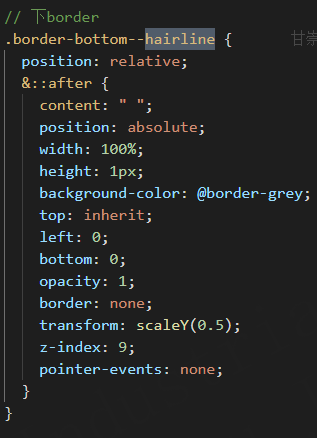 // 下border
.border-bottom--hairline {
position: relative;
&::after {
content: " ";
position: absolute;
width: 100%;
height: 1px;
background-color: @border-grey;
top: inherit;
left: 0;
bottom: 0;
opacity: 1;
border: none;
transform: scaleY(0.5);
z-index: 9;
pointer-events: none;
}
}